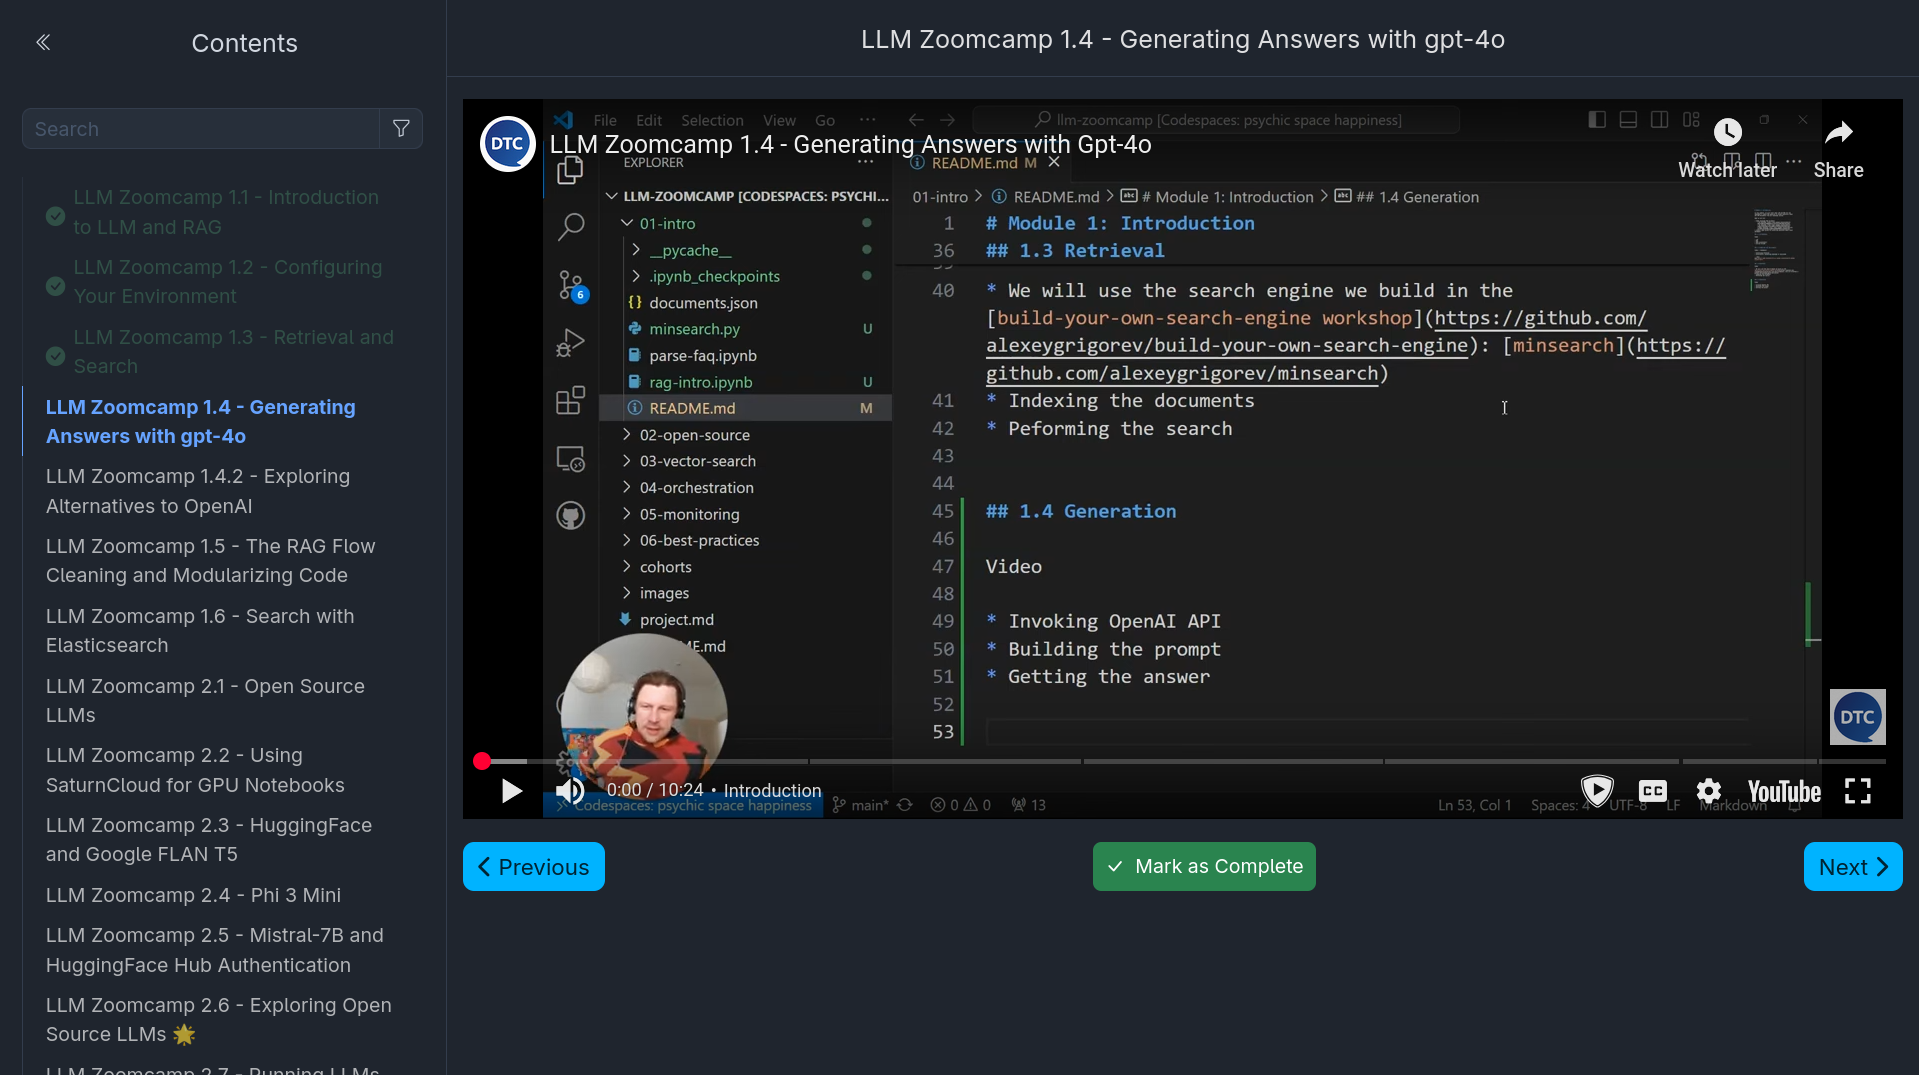 Contents
Search
LLM Zoomcamp 1.1 - Introduction
to LLM and RAG
LLM Zoomcamp 1.2 - Configuring
Your Environment
LLM Zoomcamp 1.3 - Retrieval and
Search
LLM Zoomcamp 1.4 - Generating
Answers with gpt-4o
LLM Zoomcamp 1.4.2 - Exploring
Alternatives to OpenAI
LLM Zoomcamp 1.5 - The RAG Flow
Cleaning and Modularizing Code
LLM Zoomcamp 1.6 - Search with
Elasticsearch
LLM Zoomcamp 2.1 - Open Source
LLMs
LLM Zoomcamp 2.2 - Using
SaturnCloud for GPU Notebooks
LLM Zoomcamp 2.3 - HuggingFace
and Google FLAN T5
LLM Zoomcamp 2.4 - Phi 3 Mini
LLM Zoomcamp 2.5 - Mistral-7B and
HuggingFace Hub Authentication
LLM Zoomcamp 2.6 - Exploring Open
Source LLMs 🌟
LLM Zoomcamp 2.7 - Running LLMs
LLM Zoomcamp 1.4 - Generating Answers with gpt-4o
File Edit Selection View Go ··· llm-zoomcamp [Codespaces: psychic space happiness]
DTC LLM Zoomcamp 1.4 - Generating Answers with Gpt-4o
Watch later Share
EXPLORER ···
README.md M
LLM-ZOOMCAMP [CODESPACES: PSYCHI...
01-intro
__pycache__
.ipynb_checkpoints
documents.json
minsearch.py U
parse-faq.ipynb
rag-intro.ipynb U
README.md M
02-open-source
03-vector-search
04-orchestration
05-monitoring
06-best-practices
cohorts
images
project.md
ME.md
6
01-intro > README.md > # Module 1: Introduction > ## 1.4 Generation
1 # Module 1: Introduction
36 ## 1.3 Retrieval
40 * We will use the search engine we build in the
[build-your-own-search-engine workshop](https://github.com/
alexeygrigorev/build-your-own-search-engine): [minsearch](https://
github.com/alexeygrigorev/minsearch)
41 * Indexing the documents
42 * Peforming the search
43
44
45 ## 1.4 Generation
46
47 Video
48
49 * Invoking OpenAI API
50 * Building the prompt
51 * Getting the answer
52
53
DTC
0:00 / 10:24 • Introduction
CC YouTube
Codespaces: psychic space happiness main* 0 0 13 Ln 53, Col 1 Spaces: 4 UTF-8 LF Markdown
Previous
Mark as Complete
Next